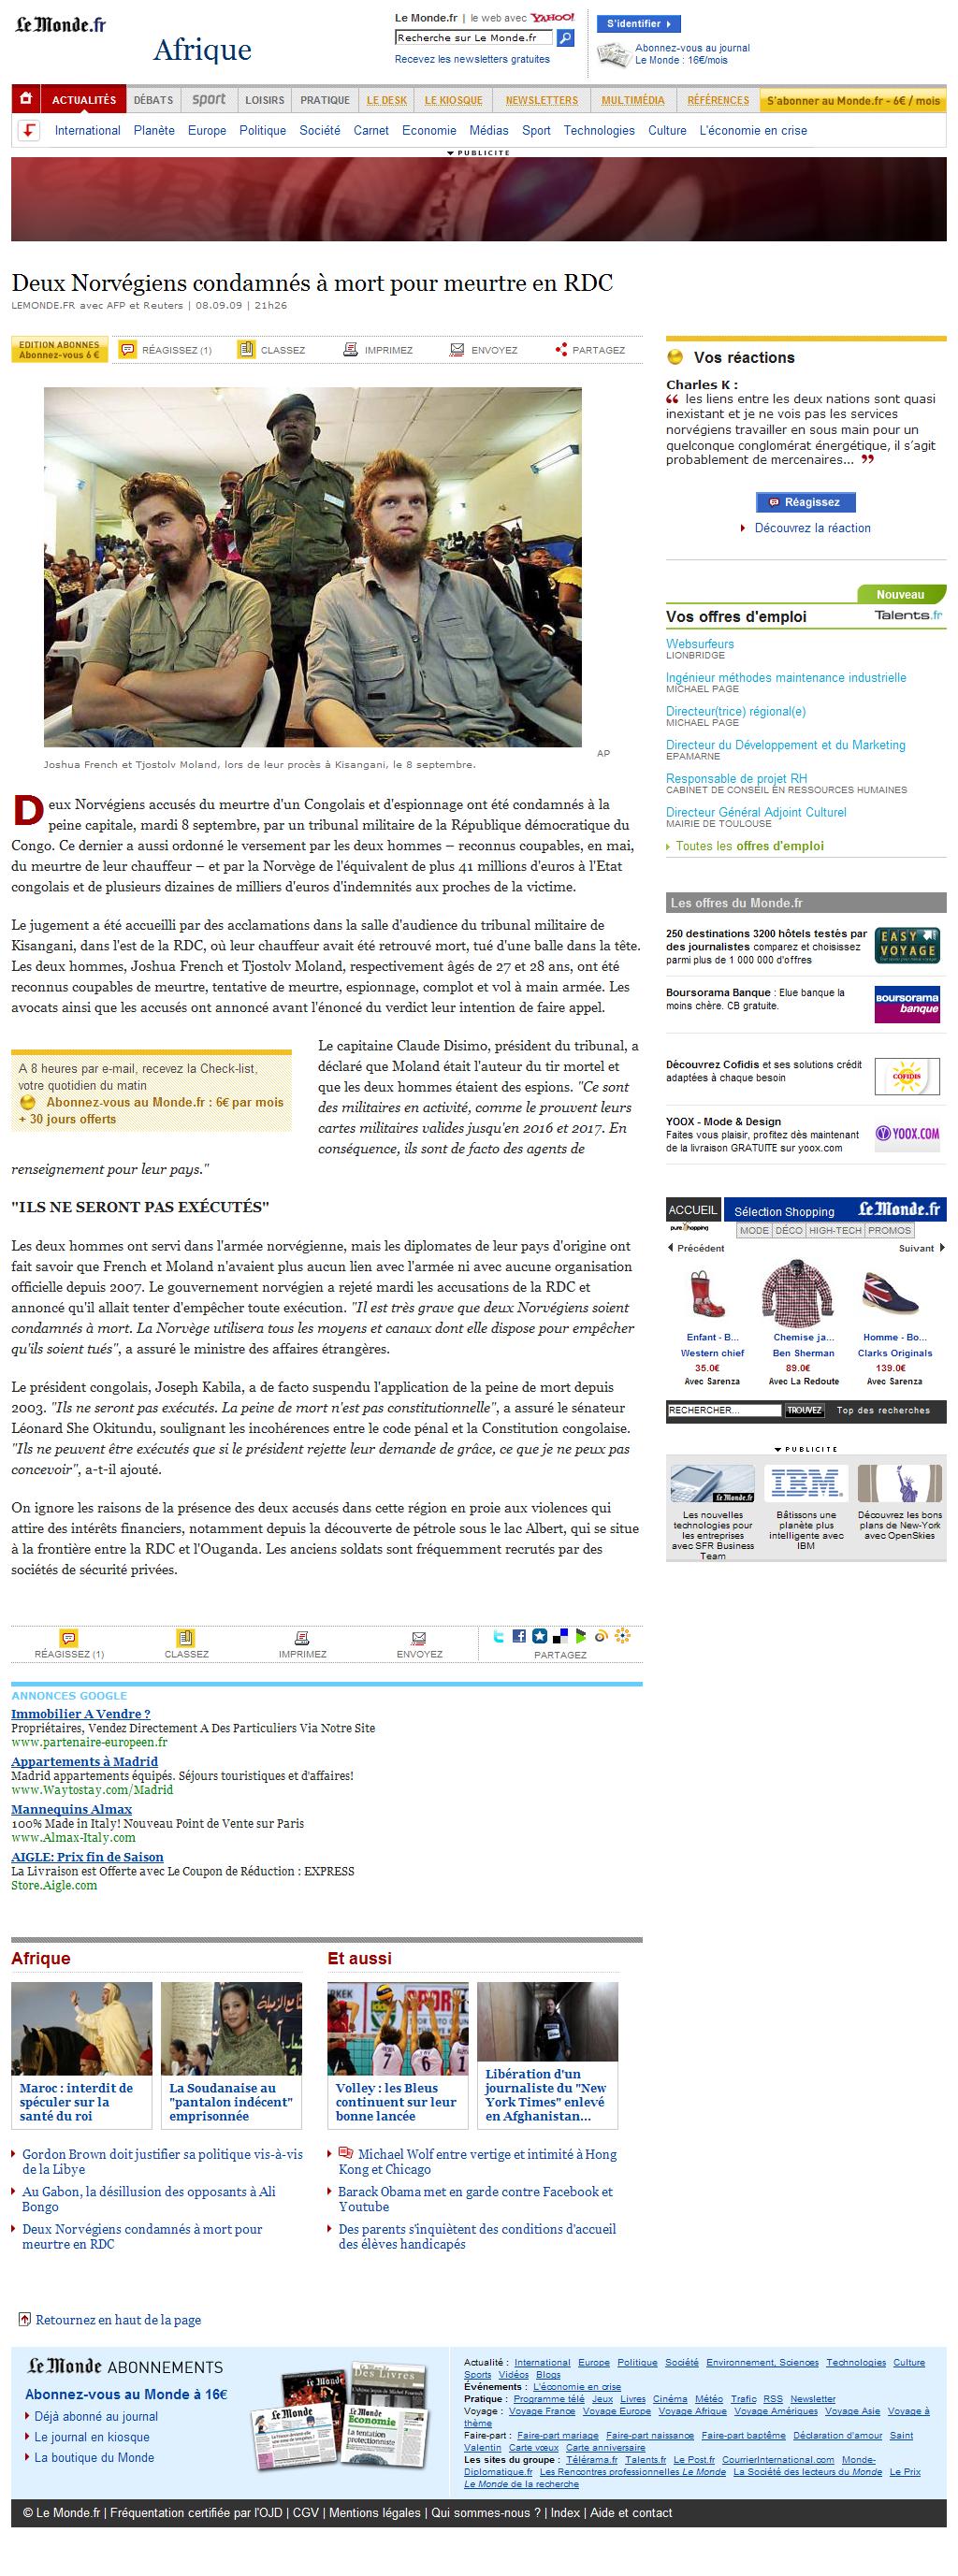 Le Monde.fr
Afrique
Le Monde.fr | le web avec YAHOO!
Recherche sur Le Monde.fr
Recevez les newsletters gratuites
S'identifier
Abonnez-vous au journal
Le Monde : 16€/mois
ACTUALITÉS DÉBATS sport LOISIRS PRATIQUE LE DESK LE KIOSQUE NEWSLETTERS MULTIMÉDIA RÉFÉRENCES S'abonner au Monde.fr - 6€ / mois
International Planète Europe Politique Société Carnet Economie Médias Sport Technologies Culture L'économie en crise
PUBLICITE
Deux Norvégiens condamnés à mort pour meurtre en RDC
LEMONDE.FR avec AFP et Reuters | 08.09.09 | 21h26
EDITION ABONNES
Abonnez-vous 6 €
RÉAGISSEZ (1) CLASSEZ IMPRIMEZ ENVOYEZ PARTAGEZ
AP
Joshua French et Tjostolv Moland, lors de leur procès à Kisangani, le 8 septembre.
Deux Norvégiens accusés du meurtre d'un Congolais et d'espionnage ont été condamnés à la
peine capitale, mardi 8 septembre, par un tribunal militaire de la République démocratique du
Congo. Ce dernier a aussi ordonné le versement par les deux hommes – reconnus coupables, en mai,
du meurtre de leur chauffeur – et par la Norvège de l'équivalent de plus 41 millions d'euros à l'Etat
congolais et de plusieurs dizaines de milliers d'euros d'indemnités aux proches de la victime.
Le jugement a été accueilli par des acclamations dans la salle d'audience du tribunal militaire de
Kisangani, dans l'est de la RDC, où leur chauffeur avait été retrouvé mort, tué d'une balle dans la tête.
Les deux hommes, Joshua French et Tjostolv Moland, respectivement âgés de 27 et 28 ans, ont été
reconnus coupables de meurtre, tentative de meurtre, espionnage, complot et vol à main armée. Les
avocats ainsi que les accusés ont annoncé avant l'énoncé du verdict leur intention de faire appel.
A 8 heures par e-mail, recevez la Check-list,
votre quotidien du matin
Abonnez-vous au Monde.fr : 6€ par mois
+ 30 jours offerts
Le capitaine Claude Disimo, président du tribunal, a
déclaré que Moland était l'auteur du tir mortel et
que les deux hommes étaient des espions. "Ce sont
des militaires en activité, comme le prouvent leurs
cartes militaires valides jusqu'en 2016 et 2017. En
conséquence, ils sont de facto des agents de
renseignement pour leur pays."
"ILS NE SERONT PAS EXÉCUTÉS"
Les deux hommes ont servi dans l'armée norvégienne, mais les diplomates de leur pays d'origine ont
fait savoir que French et Moland n'avaient plus aucun lien avec l'armée ni avec aucune organisation
officielle depuis 2007. Le gouvernement norvégien a rejeté mardi les accusations de la RDC et
annoncé qu'il allait tenter d'empêcher toute exécution. "Il est très grave que deux Norvégiens soient
condamnés à mort. La Norvège utilisera tous les moyens et canaux dont elle dispose pour empêcher
qu'ils soient tués", a assuré le ministre des affaires étrangères.
Le président congolais, Joseph Kabila, a de facto suspendu l'application de la peine de mort depuis
2003. "Ils ne seront pas exécutés. La peine de mort n'est pas constitutionnelle", a assuré le sénateur
Léonard She Okitundu, soulignant les incohérences entre le code pénal et la Constitution congolaise.
"Ils ne peuvent être exécutés que si le président rejette leur demande de grâce, ce que je ne peux pas
concevoir", a-t-il ajouté.
On ignore les raisons de la présence des deux accusés dans cette région en proie aux violences qui
attire des intérêts financiers, notamment depuis la découverte de pétrole sous le lac Albert, qui se situe
à la frontière entre la RDC et l'Ouganda. Les anciens soldats sont fréquemment recrutés par des
sociétés de sécurité privées.
RÉAGISSEZ (1) CLASSEZ IMPRIMEZ ENVOYEZ PARTAGEZ
ANNONCES GOOGLE
Immobilier A Vendre ?
Propriétaires, Vendez Directement A Des Particuliers Via Notre Site
www.partenaire-europeen.fr
Appartements à Madrid
Madrid appartements équipés. Séjours touristiques et d'affaires!
www.Waytostay.com/Madrid
Mannequins Almax
100% Made in Italy! Nouveau Point de Vente sur Paris
www.Almax-Italy.com
AIGLE: Prix fin de Saison
La Livraison est Offerte avec Le Coupon de Réduction : EXPRESS
Store.Aigle.com
Vos réactions
Charles K :
les liens entre les deux nations sont quasi
inexistant et je ne vois pas les services
norvégiens travailler en sous main pour un
quelconque conglomérat énergétique, il s'agit
probablement de mercenaires...
Réagissez
Découvrez la réaction
Nouveau
Vos offres d'emploi Talents.fr
Websurfeurs
LIONBRIDGE
Ingénieur méthodes maintenance industrielle
MICHAEL PAGE
Directeur(trice) régional(e)
MICHAEL PAGE
Directeur du Développement et du Marketing
EPAMARNE
Responsable de projet RH
CABINET DE CONSEIL EN RESSOURCES HUMAINES
Directeur Général Adjoint Culturel
MAIRIE DE TOULOUSE
Toutes les offres d'emploi
Les offres du Monde.fr
250 destinations 3200 hôtels testés par
des journalistes comparez et choisissez
parmi plus de 1 000 000 d'offres
EASY VOYAGE
Boursorama Banque : Elue banque la
moins chère. CB gratuite.
BOURSORAMA
banque
Découvrez Cofidis et ses solutions crédit
adaptées à chaque besoin
COFIDIS
YOOX - Mode & Design
Faites vous plaisir, profitez dès maintenant
de la livraison GRATUITE sur yoox.com
YOOX.COM
ACCUEIL Sélection Shopping Le Monde.fr
pure shopping MODE DÉCO HIGH-TECH PROMOS
Précédent Suivant
Enfant - B... Chemise ja... Homme - Bo...
Western chief Ben Sherman Clarks Originals
35.0€ 89.0€ 139.0€
Avec Sarenza Avec La Redoute Avec Sarenza
RECHERCHER... TROUVEZ Top des recherches
PUBLICITE
Le Monde.fr IBM
Les nouvelles
technologies pour
les entreprises
avec SFR Business
Team
Bâtissons une
planète plus
intelligente avec
IBM
Découvrez les bons
plans de New-York
avec OpenSkies
Afrique
Maroc : interdit de
spéculer sur la
santé du roi
La Soudanaise au
"pantalon indécent"
emprisonnée
Gordon Brown doit justifier sa politique vis-à-vis
de la Libye
Au Gabon, la désillusion des opposants à Ali
Bongo
Deux Norvégiens condamnés à mort pour
meurtre en RDC
Et aussi
7 6 1
Volley : les Bleus
continuent sur leur
bonne lancée
Libération d'un
journaliste du "New
York Times" enlevé
en Afghanistan...
Michael Wolf entre vertige et intimité à Hong
Kong et Chicago
Barack Obama met en garde contre Facebook et
Youtube
Des parents s'inquiètent des conditions d'accueil
des élèves handicapés
Retournez en haut de la page
Le Monde ABONNEMENTS
Abonnez-vous au Monde à 16€
Déjà abonné au journal
Le journal en kiosque
La boutique du Monde
Actualité : International Europe Politique Société Environnement, Sciences Technologies Culture
Sports Vidéos Blogs
Événements : L'économie en crise
Pratique : Programme télé Jeux Livres Cinéma Météo Trafic RSS Newsletter
Voyage : Voyage France Voyage Europe Voyage Afrique Voyage Amériques Voyage Asie Voyage à
thème
Faire-part : Faire-part mariage Faire-part naissance Faire-part baptême Déclaration d'amour Saint
Valentin Carte vœux Carte anniversaire
Les sites du groupe : Télérama.fr Talents.fr Le Post.fr CourrierInternational.com Monde-
Diplomatique.fr Les Rencontres professionnelles Le Monde La Société des lecteurs du Monde Le Prix
Le Monde de la recherche
© Le Monde.fr | Fréquentation certifiée par l'OJD | CGV | Mentions légales | Qui sommes-nous ? | Index | Aide et contact